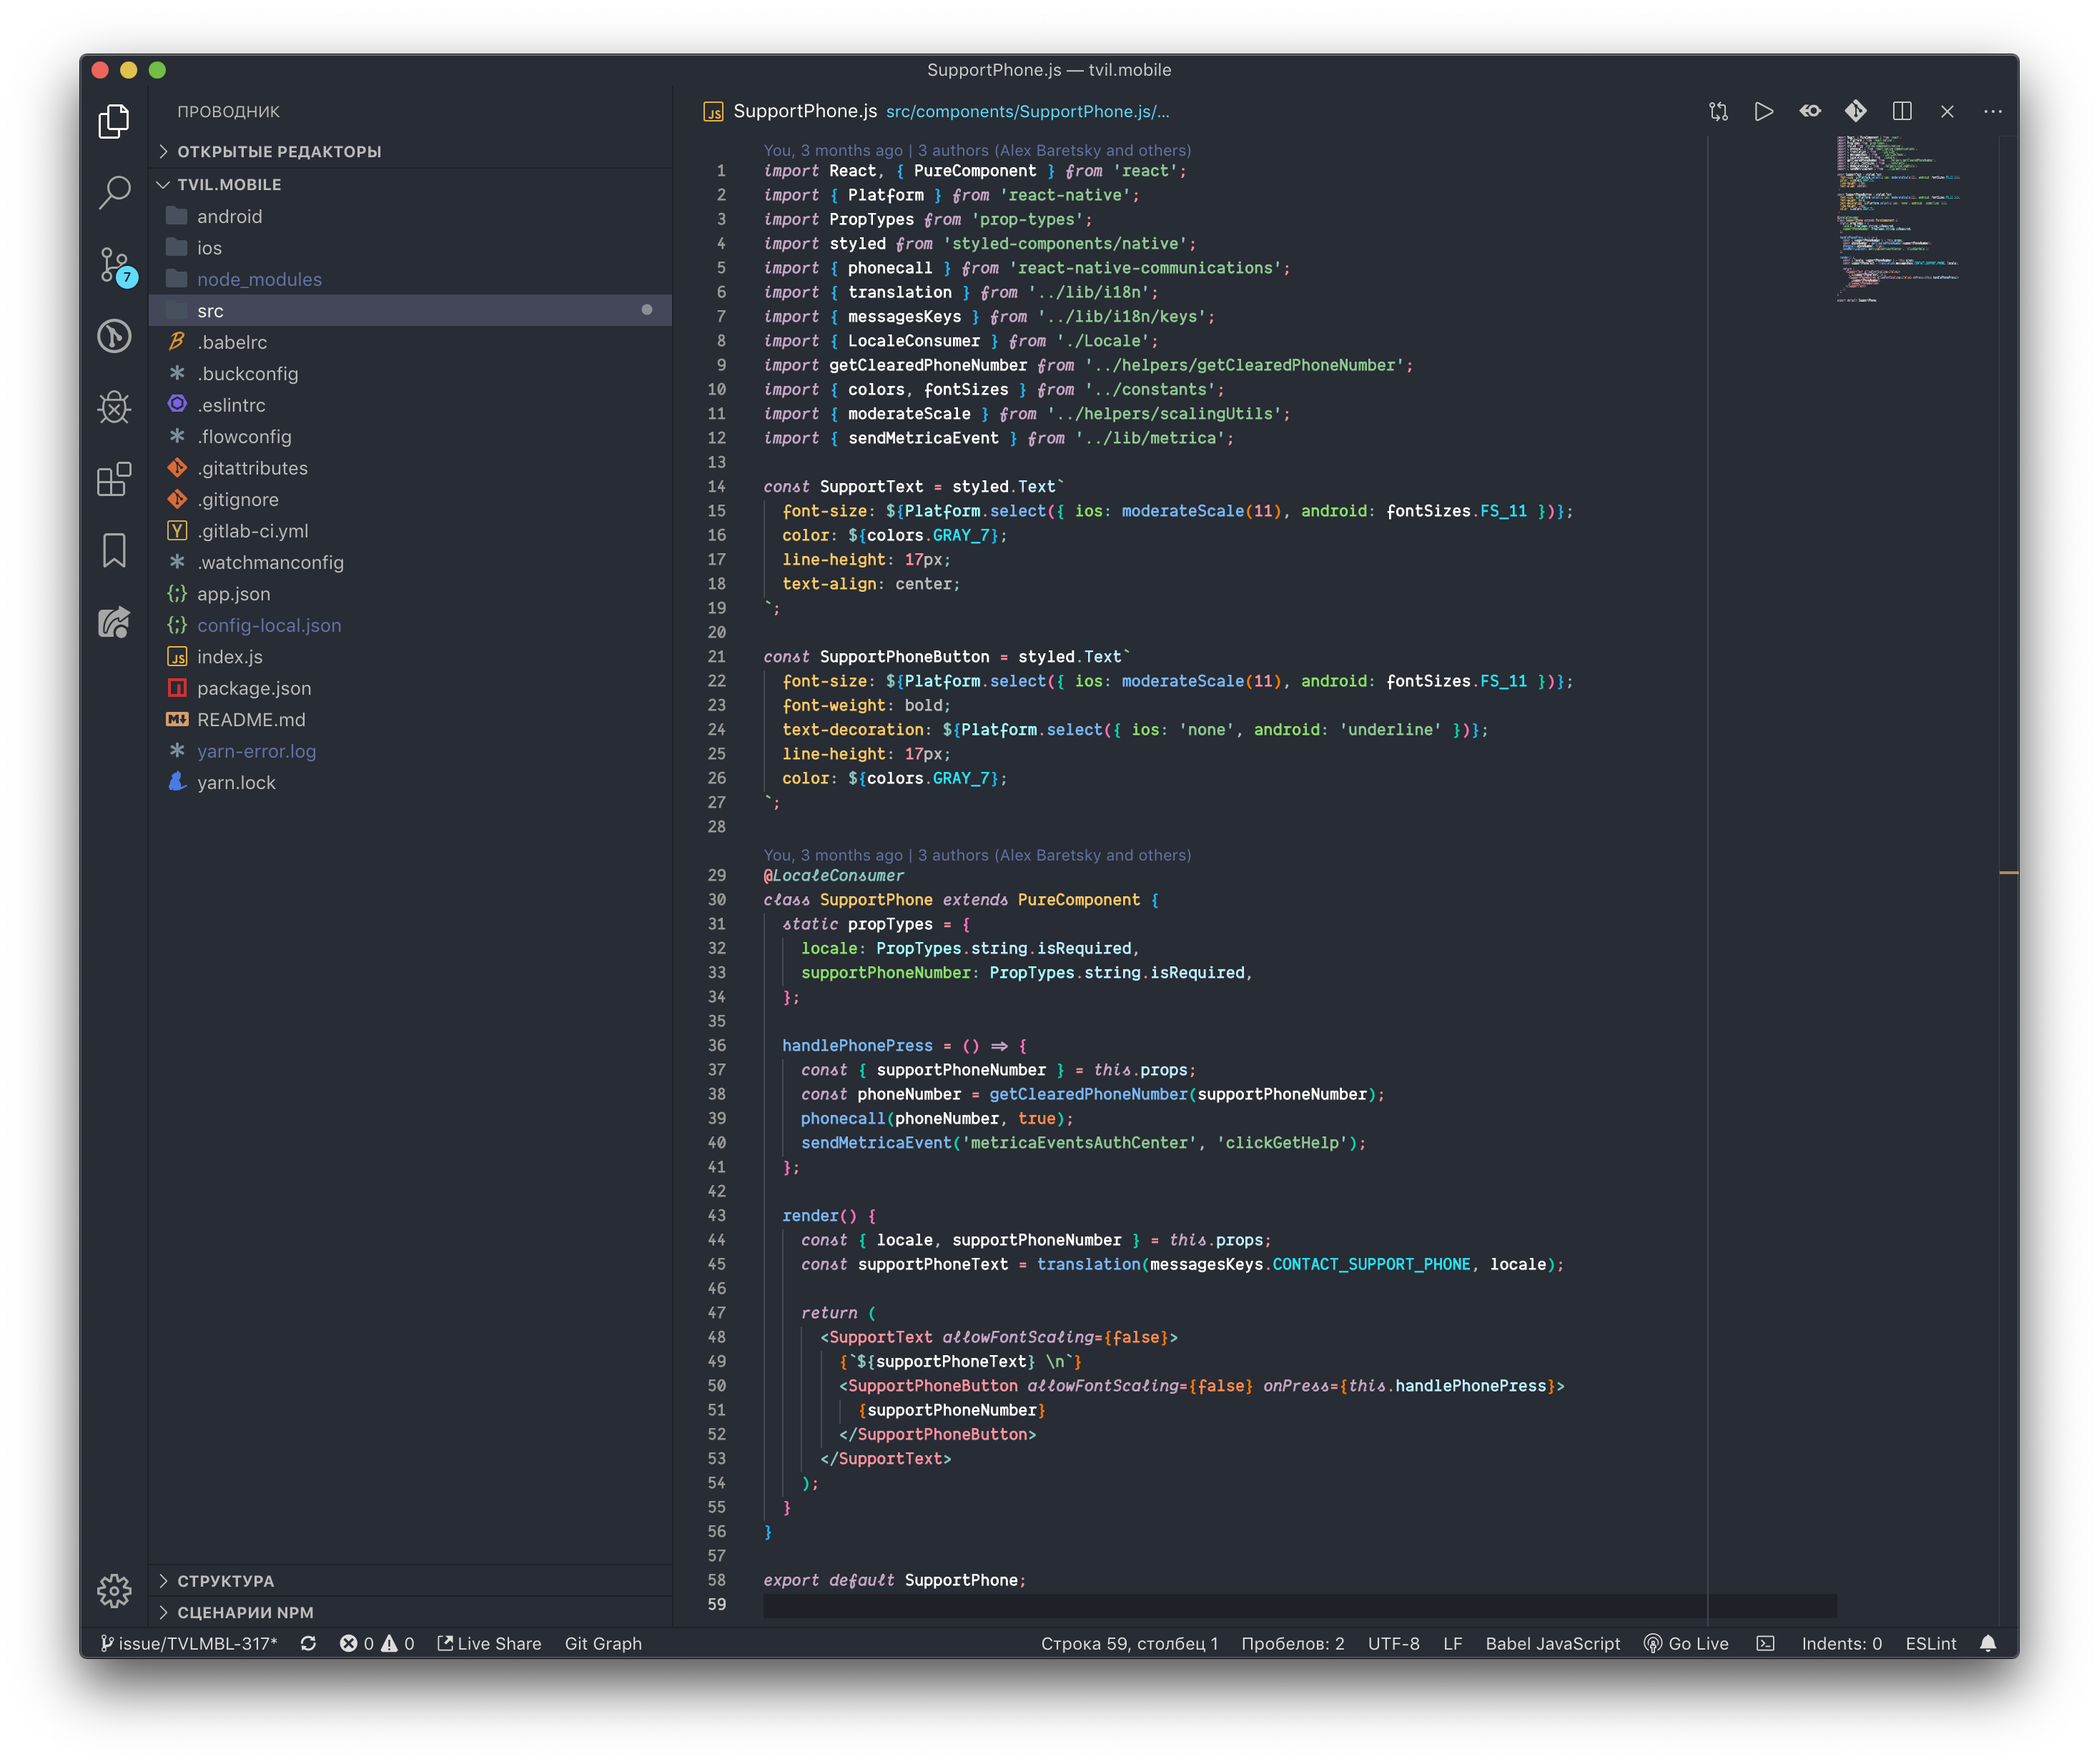 SupportPhone.js — tvil.mobile
ПРОВОДНИК
ОТКРЫТЫЕ РЕДАКТОРЫ
TVIL.MOBILE
android
ios
node_modules
src
.babelrc
.buckconfig
.eslintrc
.flowconfig
.gitattributes
.gitignore
.gitlab-ci.yml
.watchmanconfig
app.json
config-local.json
index.js
package.json
README.md
yarn-error.log
yarn.lock
СТРУКТУРА
СЦЕНАРИИ NPM
7
JS SupportPhone.js src/components/SupportPhone.js/...
You, 3 months ago | 3 authors (Alex Baretsky and others)
1 import React, { PureComponent } from 'react';
2 import { Platform } from 'react-native';
3 import PropTypes from 'prop-types';
4 import styled from 'styled-components/native';
5 import { phonecall } from 'react-native-communications';
6 import { translation } from '../lib/i18n';
7 import { messagesKeys } from '../lib/i18n/keys';
8 import { LocaleConsumer } from './Locale';
9 import getClearedPhoneNumber from '../helpers/getClearedPhoneNumber';
10 import { colors, fontSizes } from '../constants';
11 import { moderateScale } from '../helpers/scalingUtils';
12 import { sendMetricaEvent } from '../lib/metrica';
13
14 const SupportText = styled.Text`
15 font-size: ${Platform.select({ ios: moderateScale(11), android: fontSizes.FS_11 })};
16 color: ${colors.GRAY_7};
17 line-height: 17px;
18 text-align: center;
19 `;
20
21 const SupportPhoneButton = styled.Text`
22 font-size: ${Platform.select({ ios: moderateScale(11), android: fontSizes.FS_11 })};
23 font-weight: bold;
24 text-decoration: ${Platform.select({ ios: 'none', android: 'underline' })};
25 line-height: 17px;
26 color: ${colors.GRAY_7};
27 `;
28
You, 3 months ago | 3 authors (Alex Baretsky and others)
29 @LocaleConsumer
30 class SupportPhone extends PureComponent {
31 static propTypes = {
32 locale: PropTypes.string.isRequired,
33 supportPhoneNumber: PropTypes.string.isRequired,
34 };
35
36 handlePhonePress = () => {
37 const { supportPhoneNumber } = this.props;
38 const phoneNumber = getClearedPhoneNumber(supportPhoneNumber);
39 phonecall(phoneNumber, true);
40 sendMetricaEvent('metricaEventsAuthCenter', 'clickGetHelp');
41 };
42
43 render() {
44 const { locale, supportPhoneNumber } = this.props;
45 const supportPhoneText = translation(messagesKeys.CONTACT_SUPPORT_PHONE, locale);
46
47 return (
48 <SupportText allowFontScaling={false}>
49 {`${supportPhoneText} \n`}
50 <SupportPhoneButton allowFontScaling={false} onPress={this.handlePhonePress}>
51 {supportPhoneNumber}
52 </SupportPhoneButton>
53 </SupportText>
54 );
55 }
56 }
57
58 export default SupportPhone;
59
issue/TVLMBL-317* 0 0 Live Share Git Graph Строка 59, столбец 1 Пробелов: 2 UTF-8 LF Babel JavaScript Go Live Indents: 0 ESLint